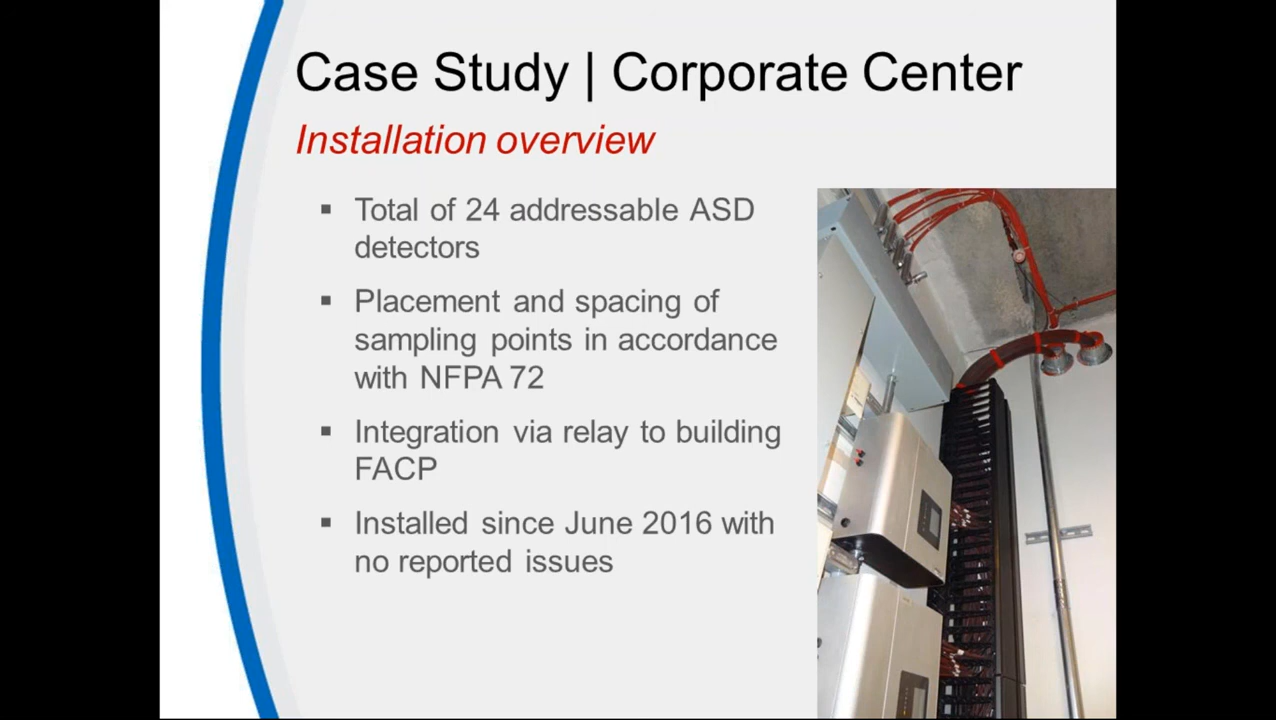 Case Study | Corporate Center
Installation overview
▪ Total of 24 addressable ASD
detectors
▪ Placement and spacing of
sampling points in accordance
with NFPA 72
▪ Integration via relay to building
FACP
▪ Installed since June 2016 with
no reported issues